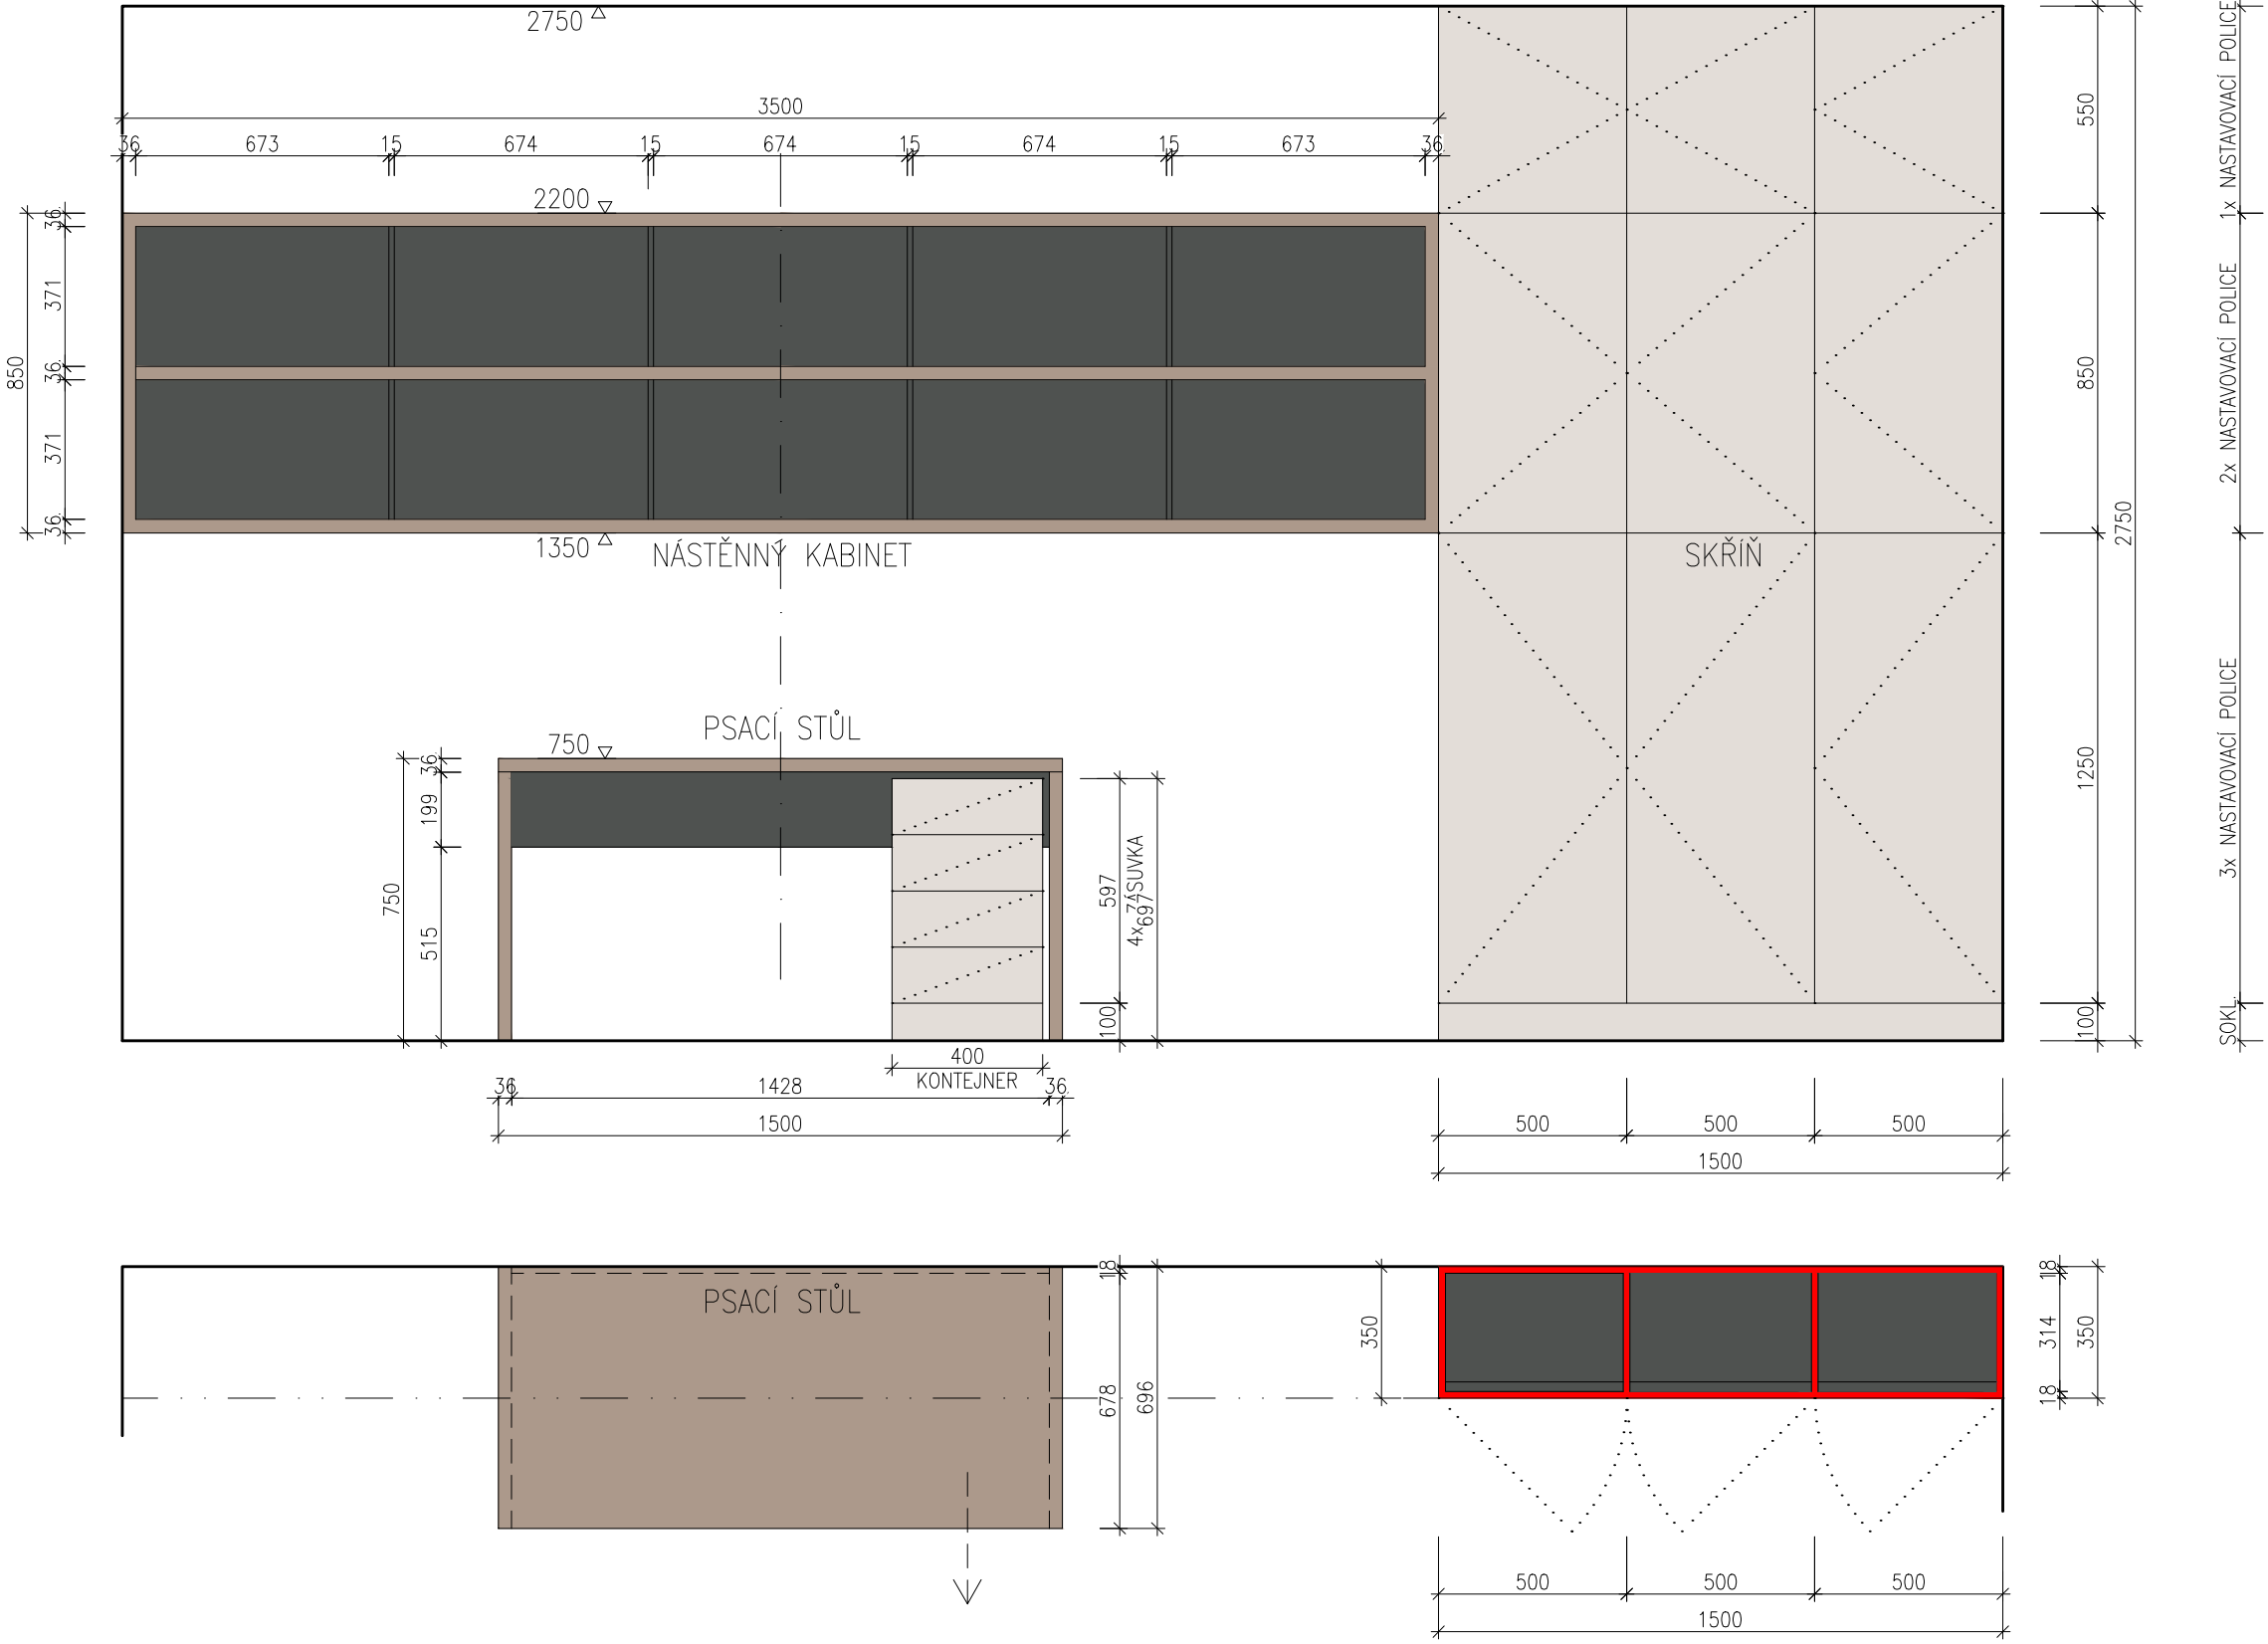 2750
3500
36 673 15 674 15 674 15 674 15 673 36
2200
36
371
36
371
36
850
1350
NÁSTĚNNÝ KABINET
SKŘÍŇ
550
850
1250
100
2750
1x NASTAVOVACÍ POLICE
2x NASTAVOVACÍ POLICE
3x NASTAVOVACÍ POLICE
SOKL
PSACÍ STŮL
750
36
199
515
750
597
100
4x ZÁSUVKA
697
400
KONTEJNER
36 1428 36
1500
500 500 500
1500
PSACÍ STŮL
18
678
696
350
18
314
18
350
500 500 500
1500